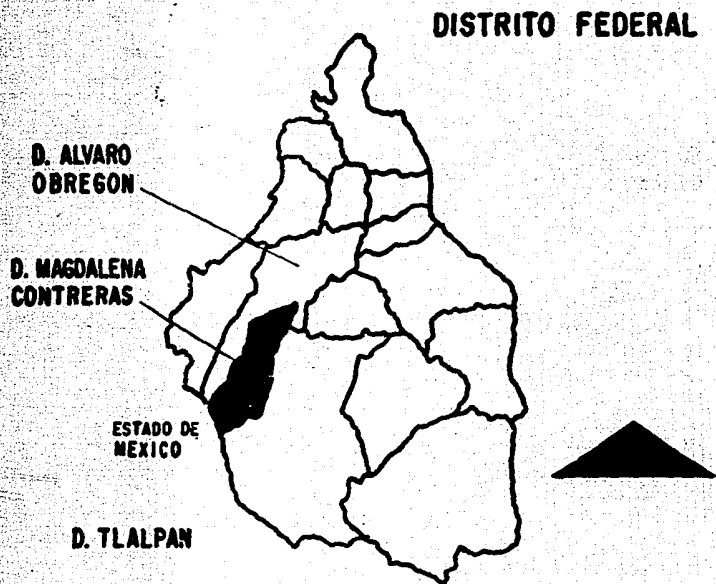 DISTRITO FEDERAL
D. ALVARO
OBREGON
D. MAGDALENA
CONTRERAS
ESTADO DE
MEXICO
D. TLALPAN